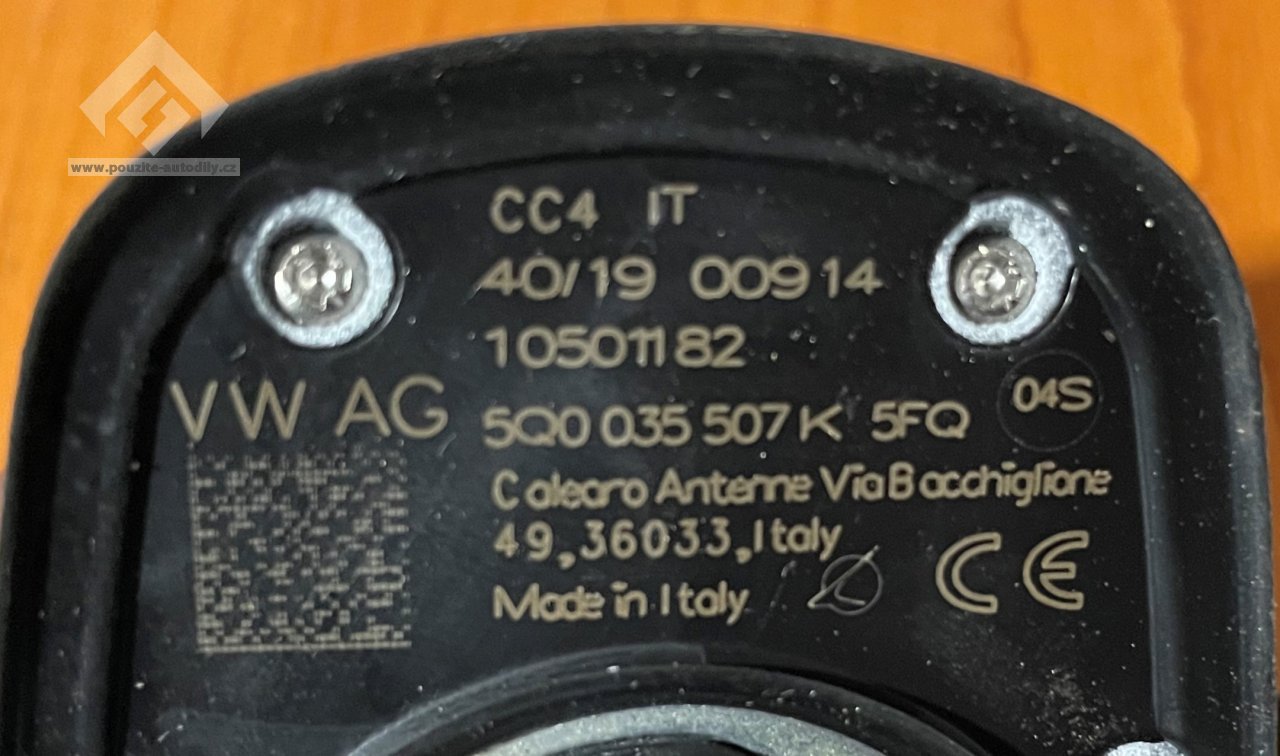 www.pouzite-autodily.cz
CC4 IT
40/19 00914
10501182
VW AG
5Q0 035 507 K 5FQ
04S
Calearo Antenne Via Bacchiglione
49,36033,Italy
Made in Italy
CE